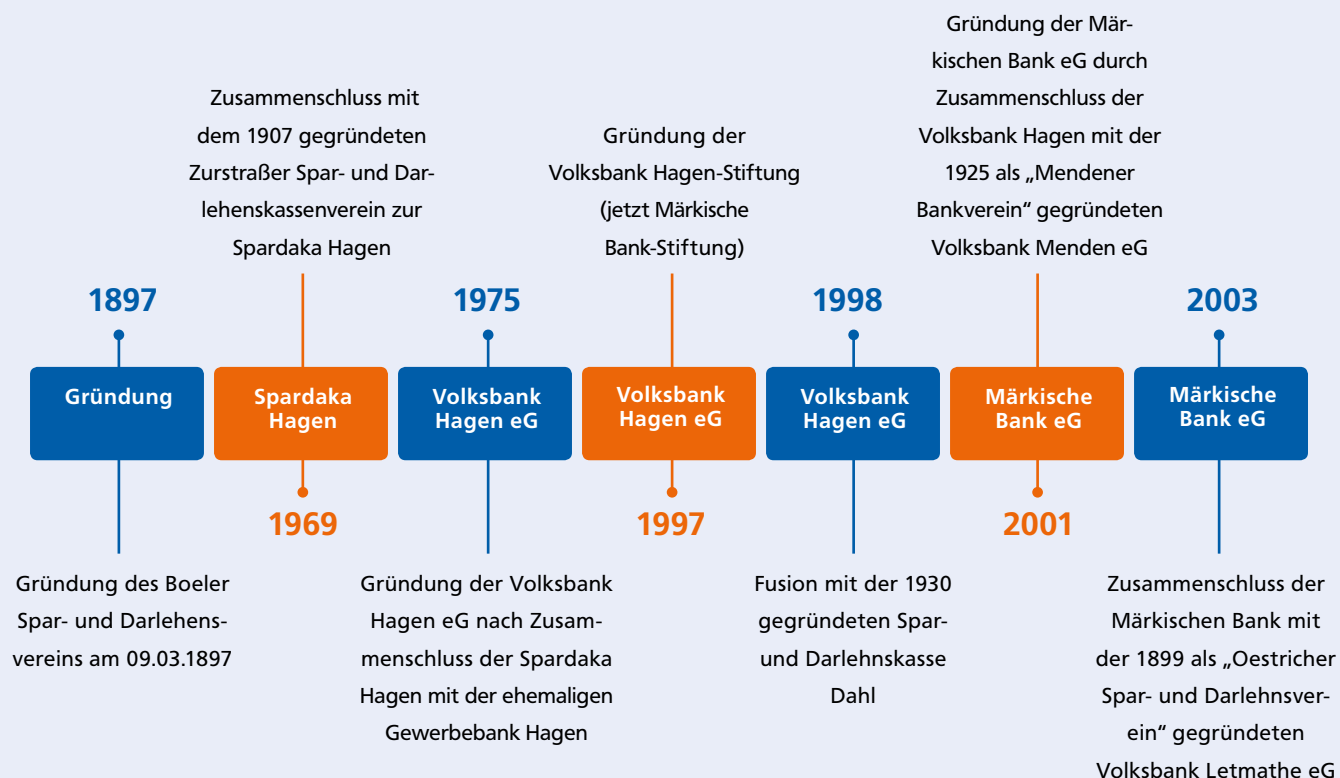 1897
Gründung
Gründung des Boeler
Spar- und Darlehens-
vereins am 09.03.1897
Zusammenschluss mit
dem 1907 gegründeten
Zurstraßer Spar- und Dar-
lehenskassenverein zur
Spardaka Hagen
Spardaka
Hagen
1969
1975
Volksbank
Hagen eG
Gründung der Volksbank
Hagen eG nach Zusam-
menschluss der Spardaka
Hagen mit der ehemaligen
Gewerbebank Hagen
Gründung der
Volksbank Hagen-Stiftung
(jetzt Märkische
Bank-Stiftung)
Volksbank
Hagen eG
1997
1998
Volksbank
Hagen eG
Fusion mit der 1930
gegründeten Spar-
und Darlehnskasse
Dahl
Gründung der Mär-
kischen Bank eG durch
Zusammenschluss der
Volksbank Hagen mit der
1925 als „Mendener
Bankverein“ gegründeten
Volksbank Menden eG
Märkische
Bank eG
2001
2003
Märkische
Bank eG
Zusammenschluss der
Märkischen Bank mit
der 1899 als „Oestricher
Spar- und Darlehnsver-
ein“ gegründeten
Volksbank Letmathe eG